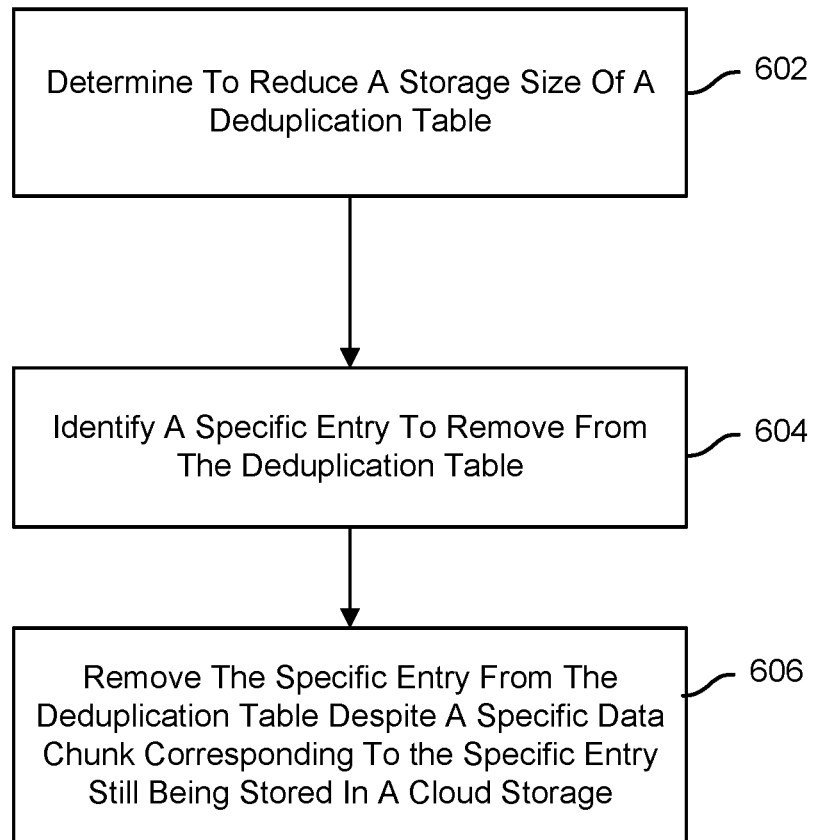 Determine To Reduce A Storage Size Of A
Deduplication Table
602
Identify A Specific Entry To Remove From
The Deduplication Table
604
Remove The Specific Entry From The
Deduplication Table Despite A Specific Data
Chunk Corresponding To the Specific Entry
Still Being Stored In A Cloud Storage
606